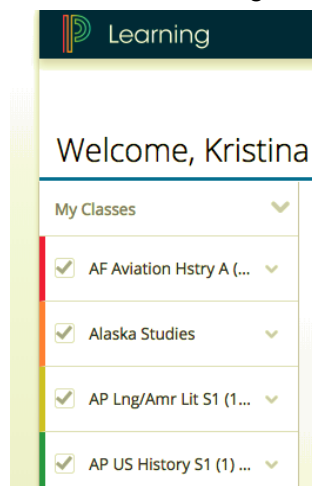 Learning
Welcome, Kristina
My Classes
AF Aviation Hstry A (...
Alaska Studies
AP Lng/Amr Lit S1 (1...
AP US History S1 (1) ...